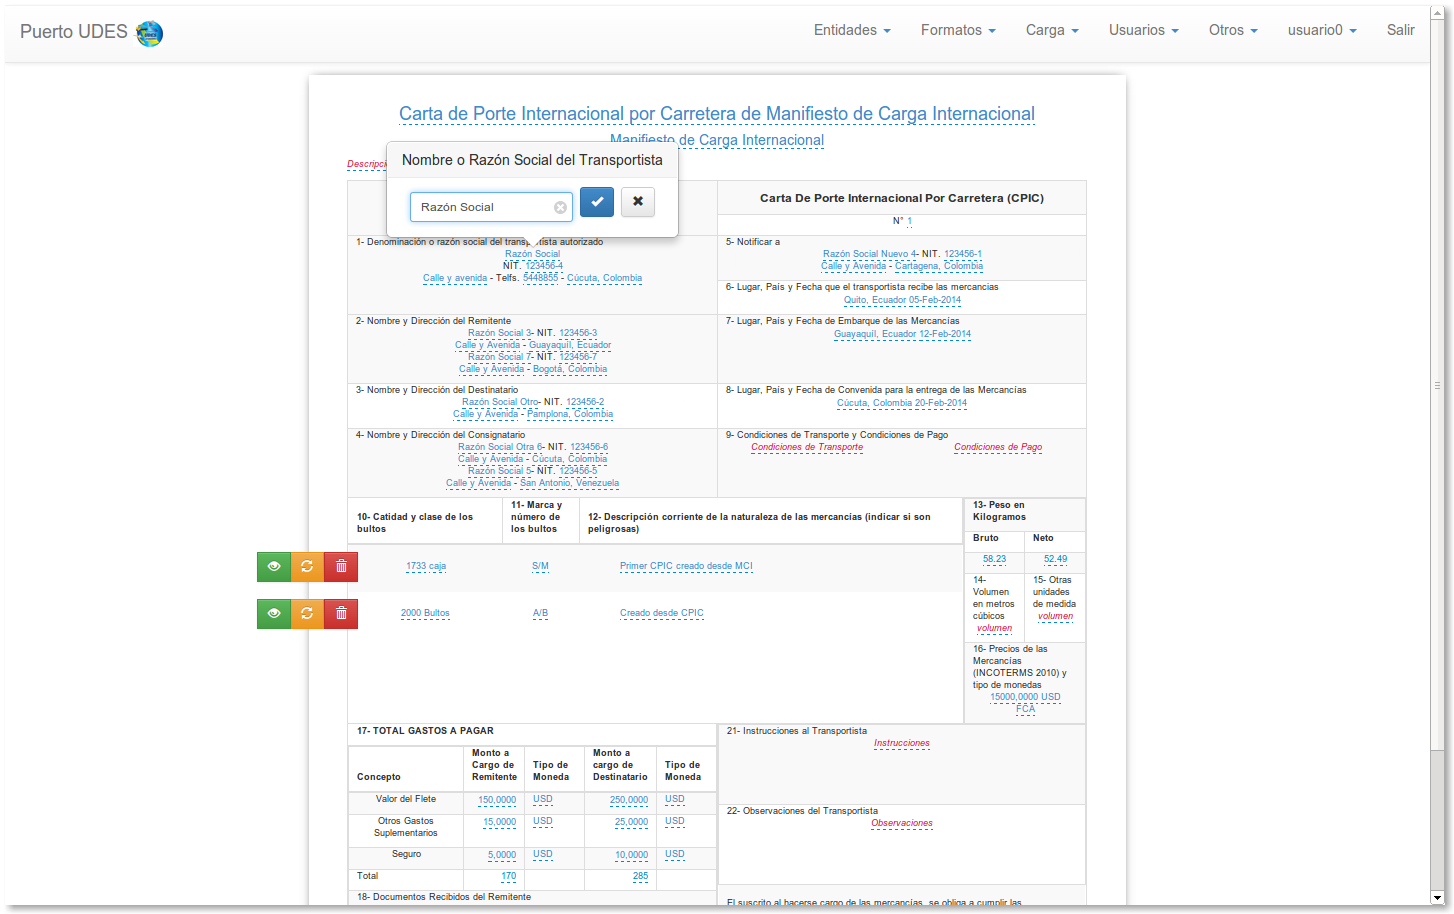 Puerto UDES
Entidades Formatos Carga Usuarios Otros usuario0 Salir
Carta de Porte Internacional por Carretera de Manifiesto de Carga Internacional
Manifiesto de Carga Internacional
Nombre o Razón Social del Transportista
Razón Social
Carta De Porte Internacional Por Carretera (CPIC)
N° 1
1- Denominación o razón social del transportista autorizado
Razón Social
NIT. 123456-4
Calle y avenida - Telfs. 5448855 - Cúcuta, Colombia
5- Notificar a
Razón Social Nuevo 4- NIT. 123456-1
Calle y Avenida - Cartagena, Colombia
6- Lugar, País y Fecha que el transportista recibe las mercancias
Quito, Ecuador 05-Feb-2014
2- Nombre y Dirección del Remitente
Razón Social 3- NIT. 123456-3
Calle y Avenida - Guayaquil, Ecuador
Razón Social 7- NIT. 123456-7
Calle y Avenida - Bogotá, Colombia
7- Lugar, País y Fecha de Embarque de las Mercancías
Guayaquil, Ecuador 12-Feb-2014
3- Nombre y Dirección del Destinatario
Razón Social Otro- NIT. 123456-2
Calle y Avenida - Pamplona, Colombia
8- Lugar, País y Fecha de Convenida para la entrega de las Mercancías
Cúcuta, Colombia 20-Feb-2014
4- Nombre y Dirección del Consignatario
Razón Social Otra 6- NIT. 123456-6
Calle y Avenida - Cúcuta, Colombia
Razón Social 5- NIT. 123456-5
Calle y Avenida - San Antonio, Venezuela
9- Condiciones de Transporte y Condiciones de Pago
Condiciones de Transporte Condiciones de Pago
10- Catidad y clase de los
bultos
11- Marca y
número de
los bultos
12- Descripción corriente de la naturaleza de las mercancías (indicar si son
peligrosas)
13- Peso en
Kilogramos
Bruto Neto
58.23 52.49
1733 caja S/M Primer CPIC creado desde MCI
2000 Bultos A/B Creado desde CPIC
14-
Volumen
en metros
cúbicos
volumen
15- Otras
unidades
de medida
volumen
16- Precios de las
Mercancías
(INCOTERMS 2010) y
tipo de monedas
15000,0000 USD
FCA
17- TOTAL GASTOS A PAGAR
Concepto
Monto a
Cargo de
Remitente
Tipo de
Moneda
Monto a
cargo de
Destinatario
Tipo de
Moneda
Valor del Flete 150,0000 USD 250,0000 USD
Otros Gastos
Suplementarios
15,0000 USD 25,0000 USD
Seguro 5,0000 USD 10,0000 USD
Total 170 285
18- Documentos Recibidos del Remitente
21- Instrucciones al Transportista
Instrucciones
22- Observaciones del Transportista
Observaciones
El suscrito al hacerse cargo de las mercancías, se obliga a cumplir las